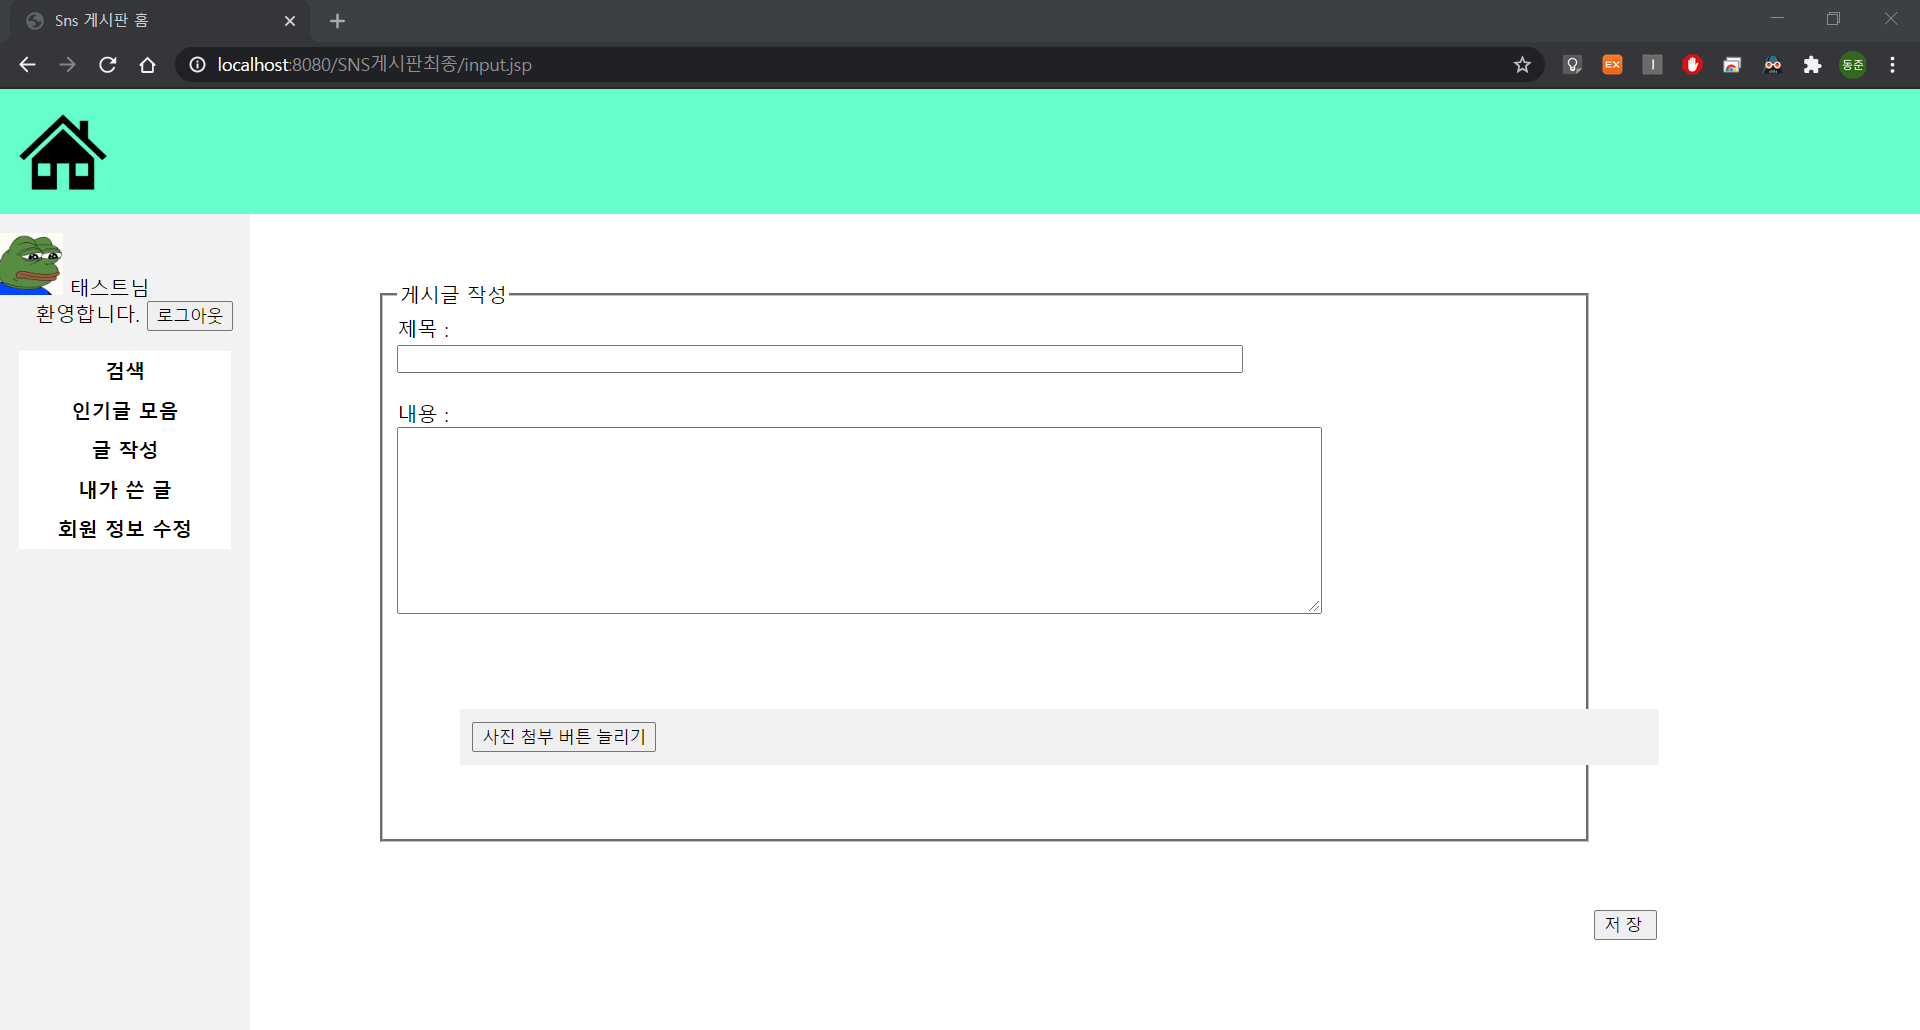 Sns 게시판 홈
localhost:8080/SNS게시판최종/input.jsp
EX
동준
태스트님
환영합니다. 로그아웃
검색
인기글 모음
글 작성
내가 쓴 글
회원 정보 수정
게시글 작성
제목 :
내용 :
사진 첨부 버튼 늘리기
저 장